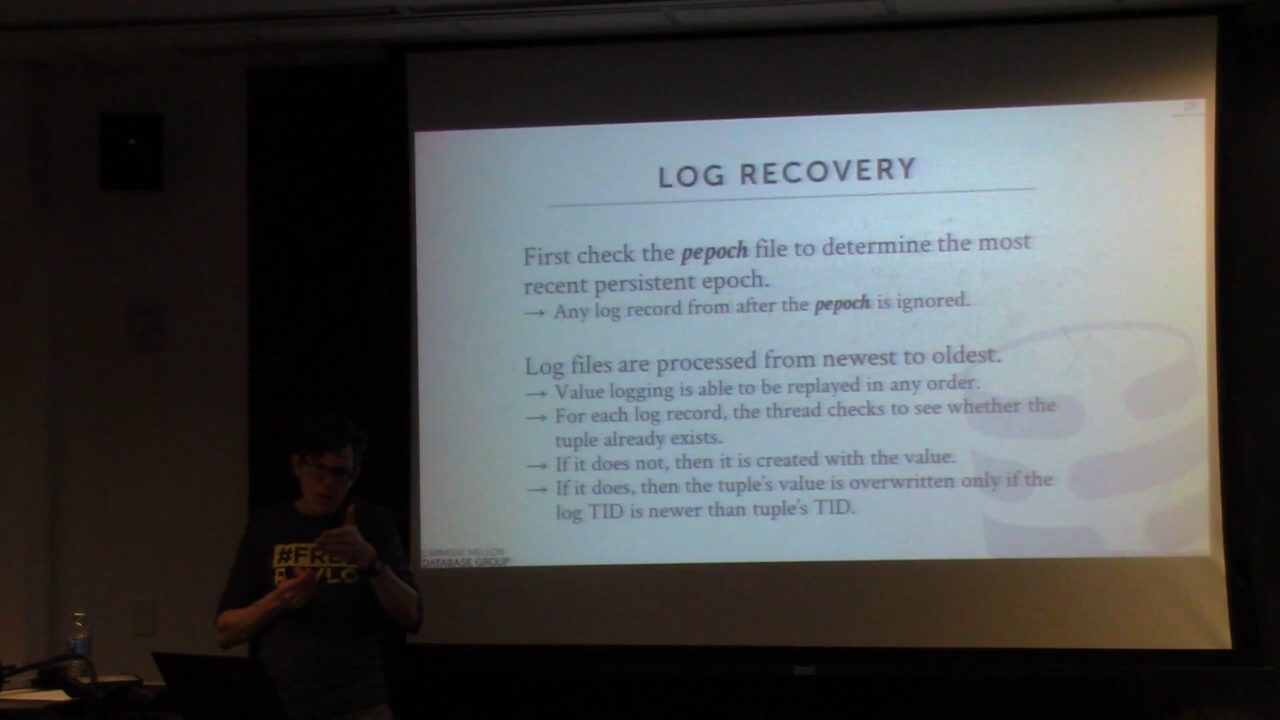 LOG RECOVERY
First check the pepoch file to determine the most
recent persistent epoch.
→ Any log record from after the pepoch is ignored.
Log files are processed from newest to oldest.
→ Value logging is able to be replayed in any order.
→ For each log record, the thread checks to see whether the
tuple already exists.
→ If it does not, then it is created with the value.
→ If it does, then the tuple's value is overwritten only if the
log TID is newer than tuple's TID.
CARNEGIE MELLON
DATABASE GROUP
#FREE